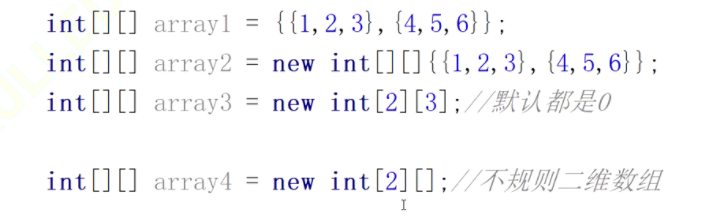 int[][] array1 = {{1,2,3},{4,5,6}};
int[][] array2 = new int[][]{{1,2,3},{4,5,6}};
int[][] array3 = new int[2][3];//默认都是0
int[][] array4 = new int[2][];//不规则二维数组